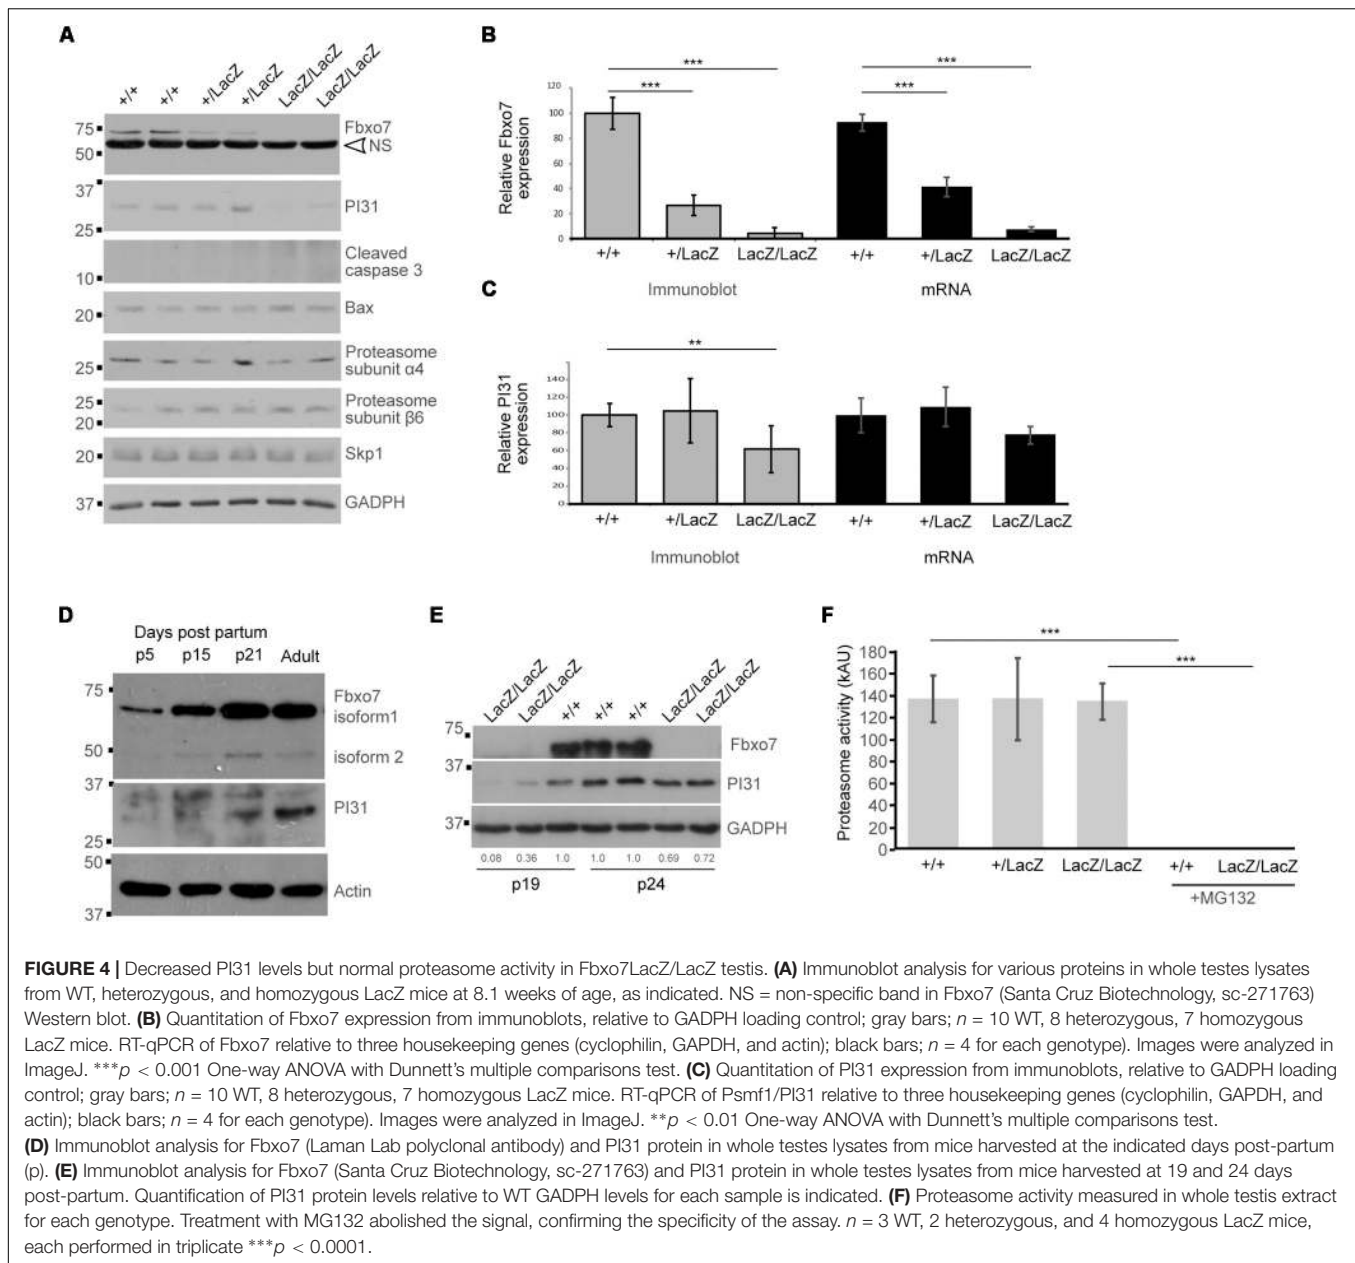 A
+/+ +/+ +/LacZ +/LacZ LacZ/LacZ LacZ/LacZ
75
50
Fbxo7
NS
37
25
PI31
10
Cleaved
caspase 3
20
Bax
25
Proteasome
subunit α4
25
20
Proteasome
subunit β6
20
Skp1
37
GADPH
B
Relative Fbxo7
expression
120
100
80
60
40
20
0
*** *** *** ***
+/+ +/LacZ LacZ/LacZ +/+ +/LacZ LacZ/LacZ
Immunoblot mRNA
C
Relative PI31
expression
140
120
100
80
60
40
20
0
**
+/+ +/LacZ LacZ/LacZ +/+ +/LacZ LacZ/LacZ
Immunoblot mRNA
D
Days post partum
p5 p15 p21 Adult
75
50
Fbxo7
isoform1
isoform 2
37
25
PI31
50
37
Actin
E
LacZ/LacZ LacZ/LacZ +/+ +/+ +/+ LacZ/LacZ LacZ/LacZ
75
Fbxo7
37
PI31
37
GADPH
0.08 0.36 1.0 1.0 1.0 0.69 0.72
p19 p24
F
Proteasome activity (kAU)
180
160
140
120
100
80
60
40
20
0
*** ***
+/+ +/LacZ LacZ/LacZ +/+ LacZ/LacZ
+MG132
FIGURE 4 | Decreased PI31 levels but normal proteasome activity in Fbxo7LacZ/LacZ testis. (A) Immunoblot analysis for various proteins in whole testes lysates
from WT, heterozygous, and homozygous LacZ mice at 8.1 weeks of age, as indicated. NS = non-specific band in Fbxo7 (Santa Cruz Biotechnology, sc-271763)
Western blot. (B) Quantitation of Fbxo7 expression from immunoblots, relative to GADPH loading control; gray bars; n = 10 WT, 8 heterozygous, 7 homozygous
LacZ mice. RT-qPCR of Fbxo7 relative to three housekeeping genes (cyclophilin, GAPDH, and actin); black bars; n = 4 for each genotype). Images were analyzed in
ImageJ. ***p < 0.001 One-way ANOVA with Dunnett's multiple comparisons test. (C) Quantitation of PI31 expression from immunoblots, relative to GADPH loading
control; gray bars; n = 10 WT, 8 heterozygous, 7 homozygous LacZ mice. RT-qPCR of Psmf1/PI31 relative to three housekeeping genes (cyclophilin, GAPDH, and
actin); black bars; n = 4 for each genotype). Images were analyzed in ImageJ. **p < 0.01 One-way ANOVA with Dunnett's multiple comparisons test.
(D) Immunoblot analysis for Fbxo7 (Laman Lab polyclonal antibody) and PI31 protein in whole testes lysates from mice harvested at the indicated days post-partum
(p). (E) Immunoblot analysis for Fbxo7 (Santa Cruz Biotechnology, sc-271763) and PI31 protein in whole testes lysates from mice harvested at 19 and 24 days
post-partum. Quantification of PI31 protein levels relative to WT GADPH levels for each sample is indicated. (F) Proteasome activity measured in whole testis extract
for each genotype. Treatment with MG132 abolished the signal, confirming the specificity of the assay. n = 3 WT, 2 heterozygous, and 4 homozygous LacZ mice,
each performed in triplicate ***p < 0.0001.